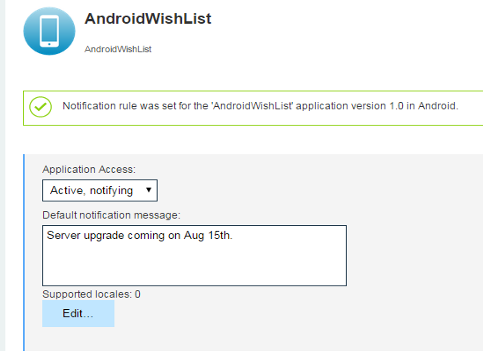 AndroidWishList
AndroidWishList
Notification rule was set for the 'AndroidWishList' application version 1.0 in Android.
Application Access:
Active, notifying
Default notification message:
Server upgrade coming on Aug 15th.
Supported locales: 0
Edit...